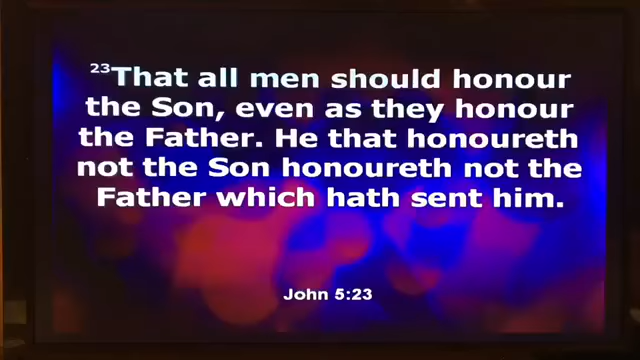 23That all men should honour
the Son, even as they honour
the Father. He that honoureth
not the Son honoureth not the
Father which hath sent him.
John 5:23